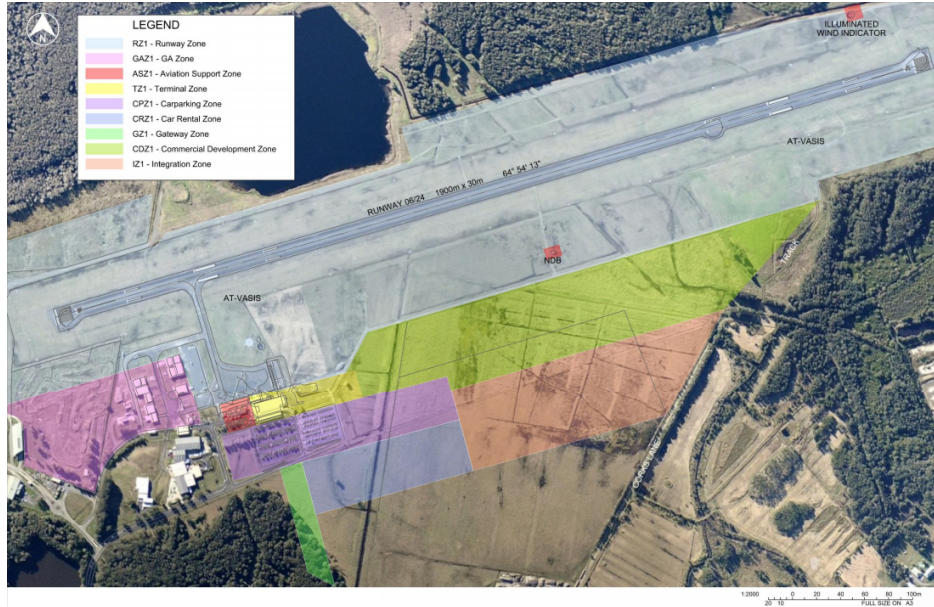 N
LEGEND
RZ1 - Runway Zone
GAZ1 - GA Zone
ASZ1 - Aviation Support Zone
TZ1 - Terminal Zone
CPZ1 - Carparking Zone
CRZ1 - Car Rental Zone
GZ1 - Gateway Zone
CDZ1 - Commercial Development Zone
IZ1 - Integration Zone
ILLUMINATED
WIND INDICATOR
AT-VASIS
RUNWAY 06/24 1900m x 30m 64° 54' 13"
NDB
TRACK
AT-VASIS
1:2000
20 10 0 20 40 60 80 100m
FULL SIZE ON A3